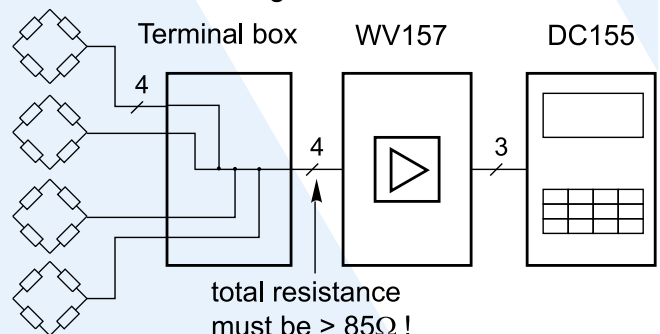 Terminal box WV157 DC155
4
4
3
total resistance
must be > 85Ω !